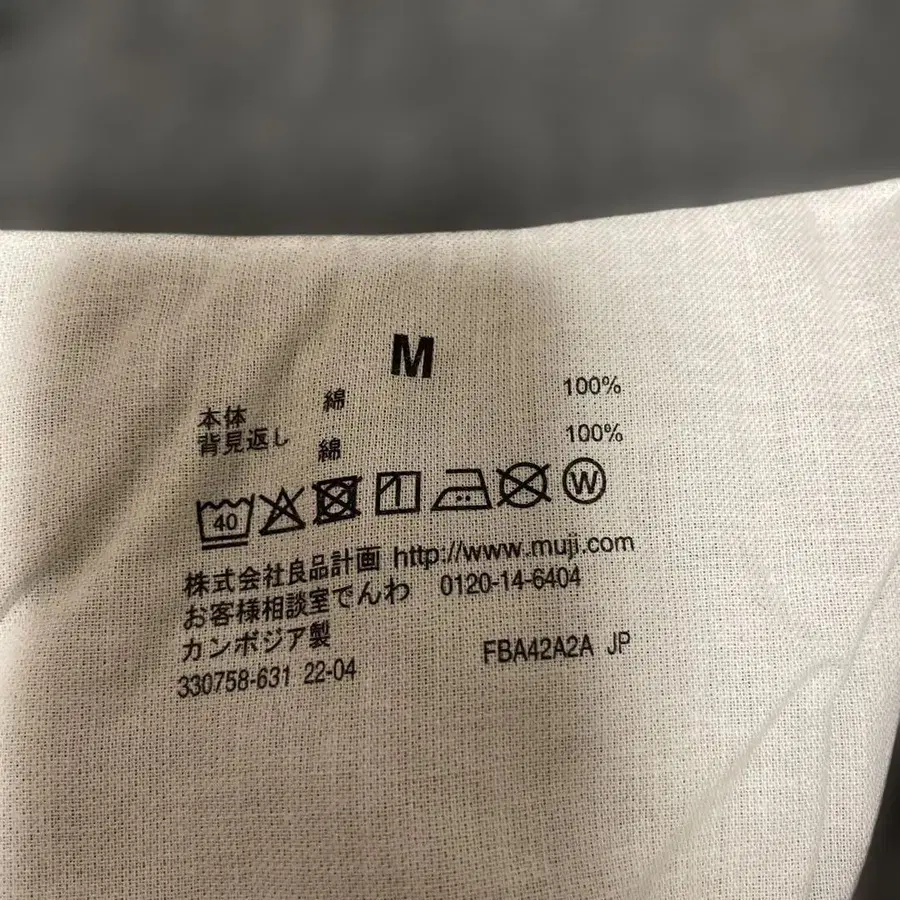 M
本体 綿 100%
背見返し 綿 100%
40 W
株式会社良品計画 http://www.muji.com
お客様相談室でんわ 0120-14-6404
カンボジア製
330758-631 22-04 FBA42A2A JP